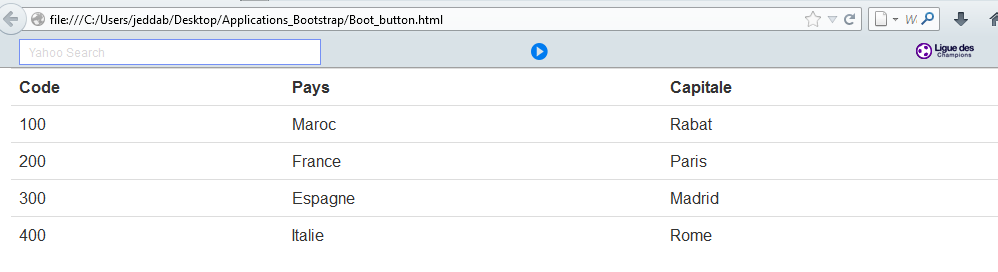 file:///C:/Users/jeddab/Desktop/Applications_Bootstrap/Boot_button.html W
Yahoo Search Ligue des
Champions
Code Pays Capitale
100 Maroc Rabat
200 France Paris
300 Espagne Madrid
400 Italie Rome